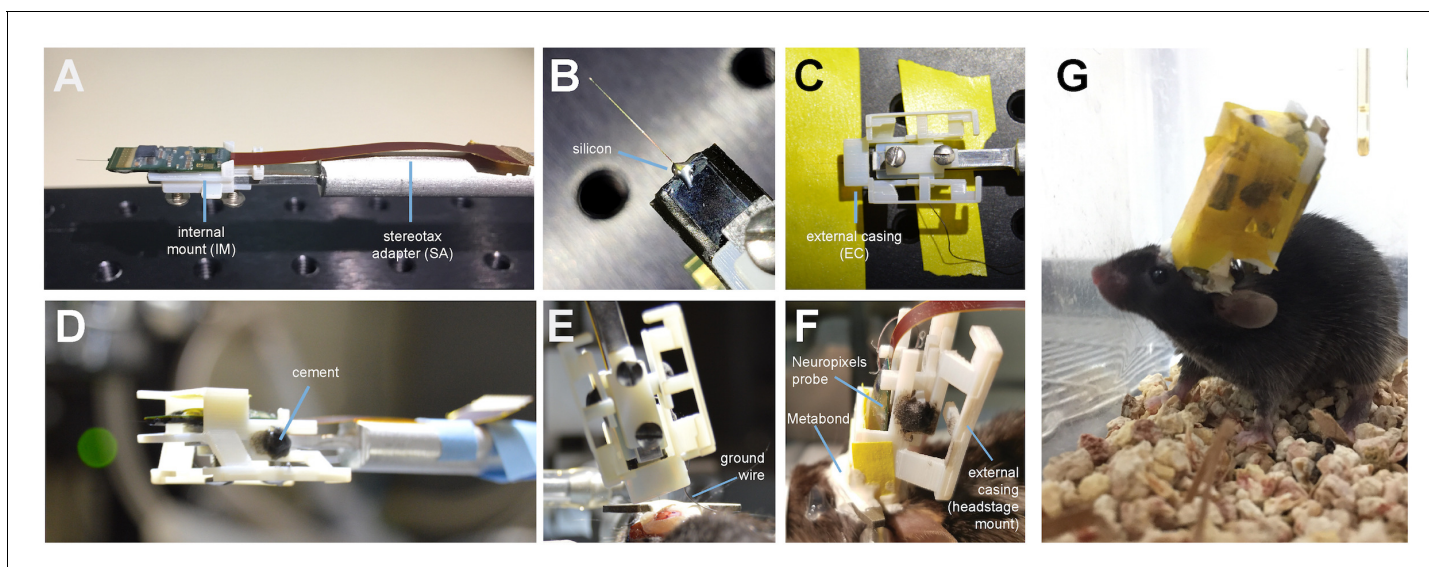 A
internal
mount (IM)
stereotax
adapter (SA)
B
silicon
C
external casing
(EC)
D
cement
E
ground
wire
F
Neuropixels
probe
Metabond
external
casing
(headstage
mount)
G